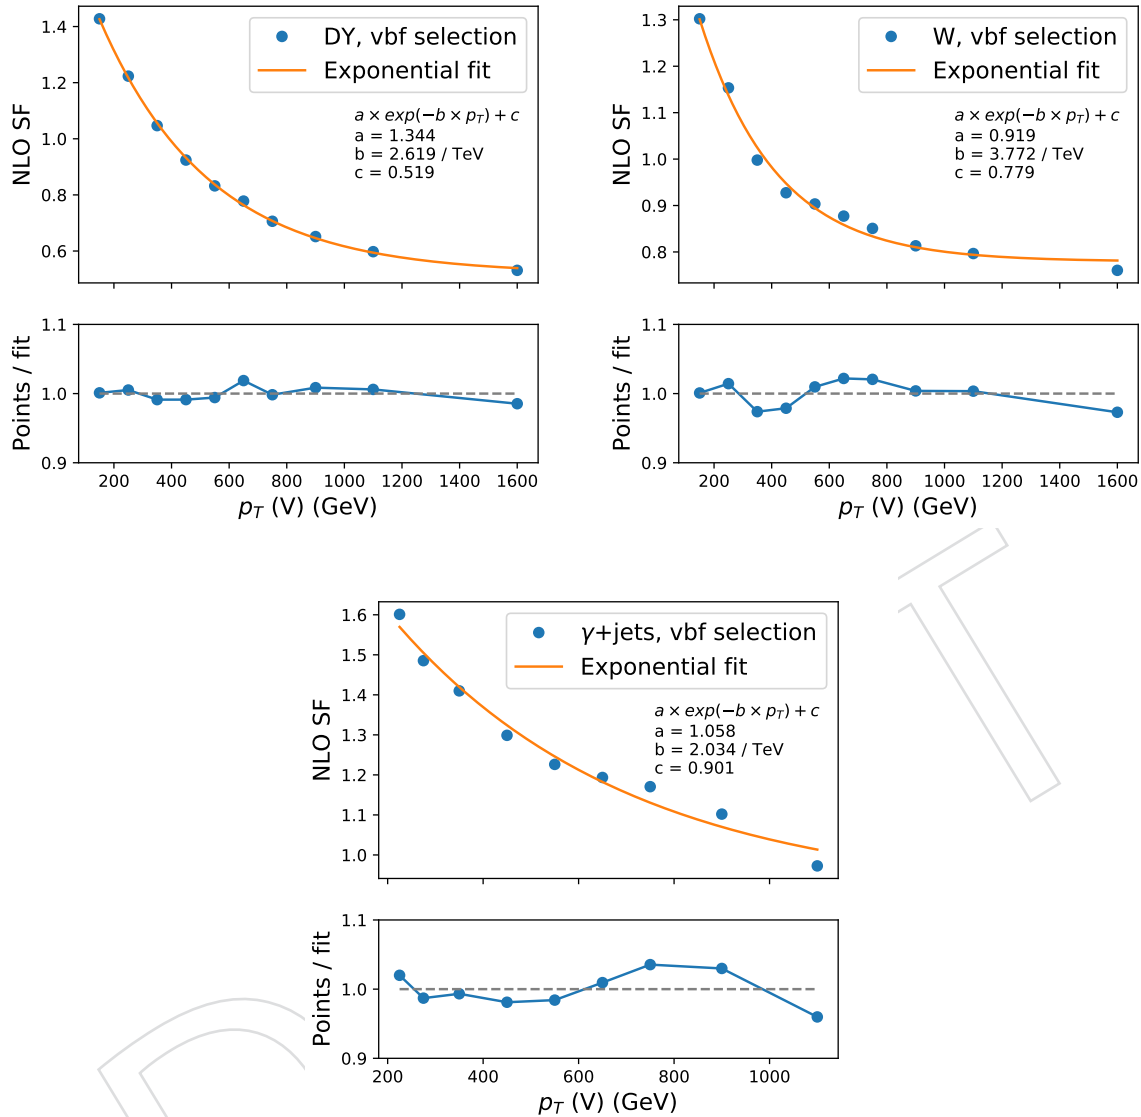 DY, vbf selection
Exponential fit
a × exp(−b × p_T) + c
a = 1.344
b = 2.619 / TeV
c = 0.519
NLO SF
1.4
1.2
1.0
0.8
0.6
Points / fit
1.1
1.0
0.9
200 400 600 800 1000 1200 1400 1600
p_T (V) (GeV)
W, vbf selection
Exponential fit
a × exp(−b × p_T) + c
a = 0.919
b = 3.772 / TeV
c = 0.779
NLO SF
1.3
1.2
1.1
1.0
0.9
0.8
Points / fit
1.1
1.0
0.9
200 400 600 800 1000 1200 1400 1600
p_T (V) (GeV)
γ+jets, vbf selection
Exponential fit
a × exp(−b × p_T) + c
a = 1.058
b = 2.034 / TeV
c = 0.901
NLO SF
1.6
1.5
1.4
1.3
1.2
1.1
1.0
Points / fit
1.1
1.0
0.9
200 400 600 800 1000
p_T (V) (GeV)